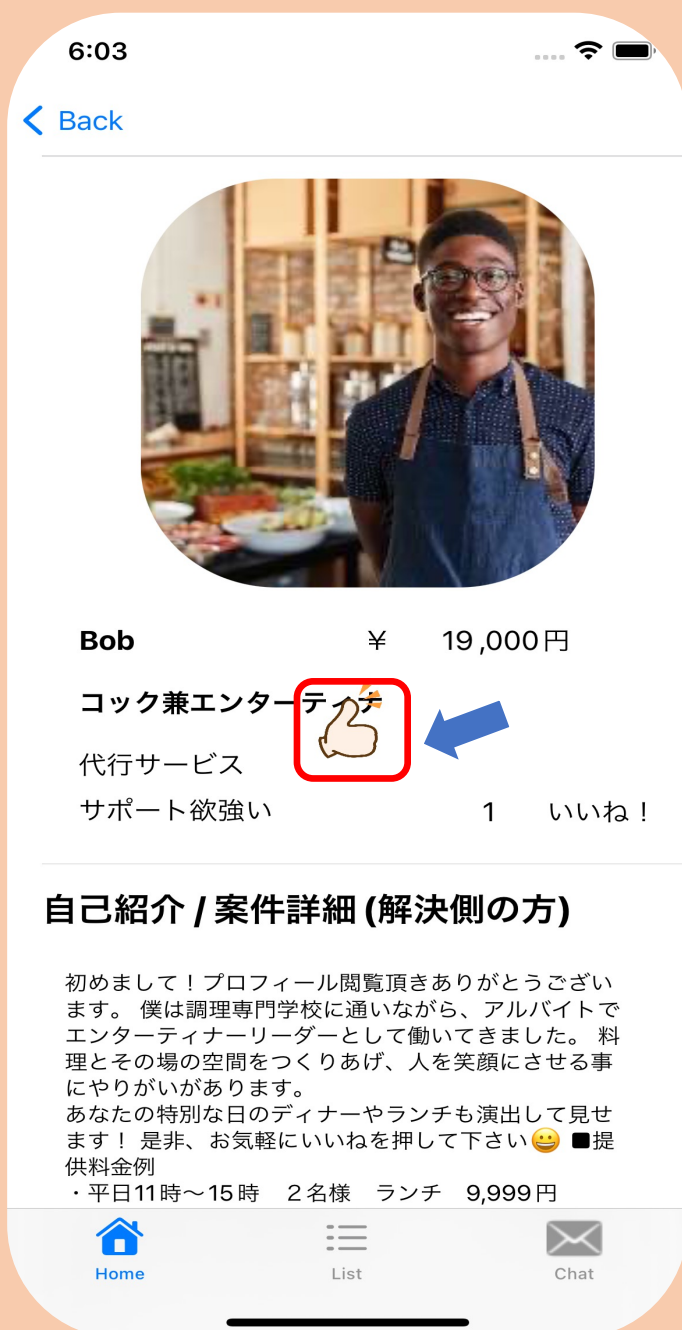 6:03
Back
Bob ¥ 19,000円
コック兼エンターティナ
代行サービス
サポート欲強い 1 いいね！
自己紹介 / 案件詳細 (解決側の方)
初めまして！プロフィール閲覧頂きありがとうござい
ます。 僕は調理専門学校に通いながら、アルバイトで
エンターティナーリーダーとして働いてきました。 料
理とその場の空間をつくりあげ、人を笑顔にさせる事
にやりがいがあります。
あなたの特別な日のディナーやランチも演出して見せ
ます！ 是非、お気軽にいいねを押して下さい😀 ■提
供料金例
・平日11時〜15時　２名様　ランチ　9,999円
Home List Chat